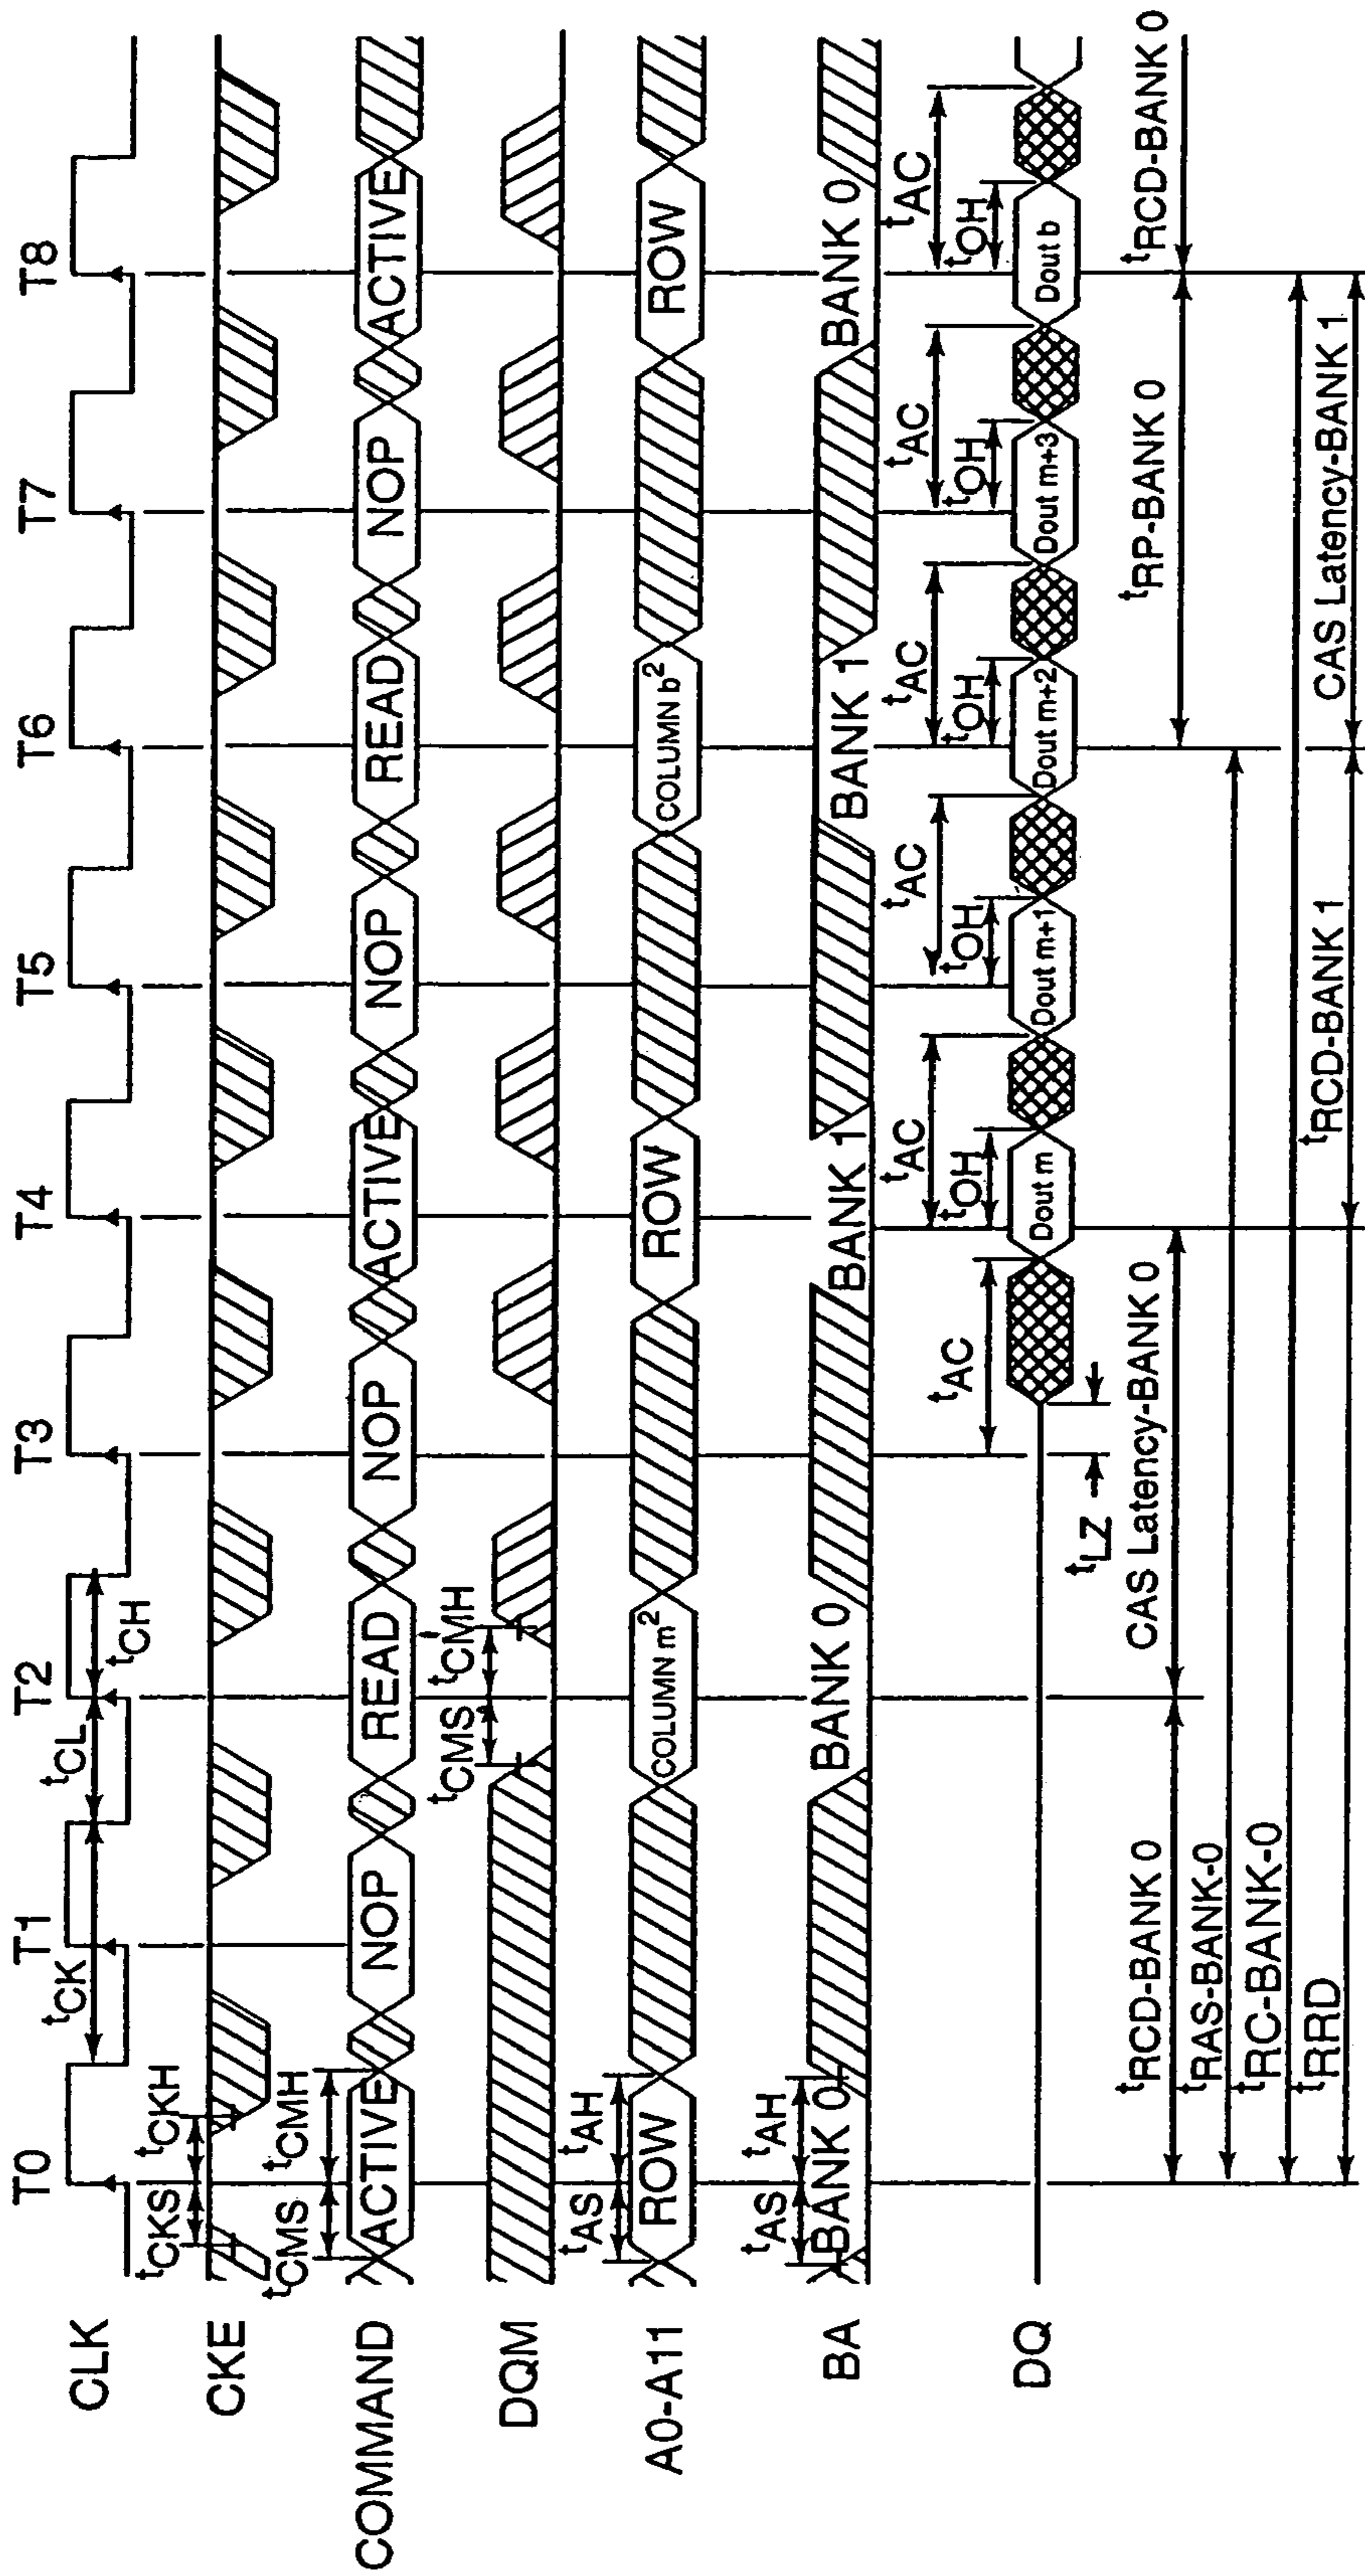 T0 T1 T2 T3 T4 T5 T6 T7 T8
CLK
tCK tCL tCH
tCKS tCKH
CKE
tCMS tCMH
COMMAND ACTIVE NOP READ NOP ACTIVE NOP READ NOP ACTIVE
tCMS tCMH
DQM
tAS tAH
A0-A11 ROW COLUMN m² ROW COLUMN b² ROW
tAS tAH
BA BANK 0 BANK 0 BANK 1 BANK 1 BANK 0
tAC tAC tAC tAC tAC
tAC tOH tOH tOH tOH tOH
DQ Dout m Dout m+1 Dout m+2 Dout m+3 Dout b
tLZ
tRCD-BANK 0 CAS Latency-BANK 0 tRP-BANK 0 tRCD-BANK 0
tRAS-BANK-0
tRC-BANK-0
tRRD tRCD-BANK 1 CAS Latency-BANK 1